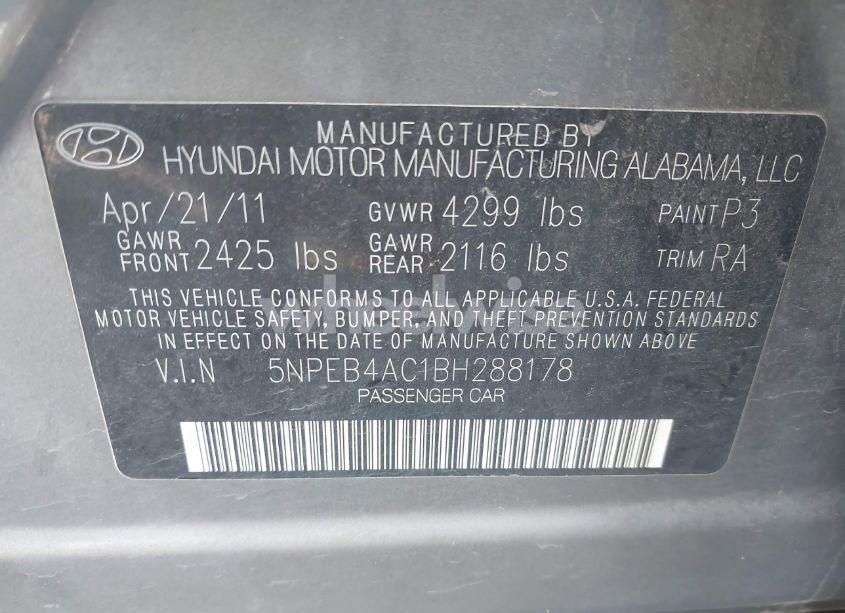 MANUFACTURED BY
HYUNDAI MOTOR MANUFACTURING ALABAMA, LLC
Apr/21/11 GVWR 4299 lbs PAINT P3
GAWR FRONT 2425 lbs GAWR REAR 2116 lbs TRIM RA
THIS VEHICLE CONFORMS TO ALL APPLICABLE U.S.A. FEDERAL
MOTOR VEHICLE SAFETY, BUMPER, AND THEFT PREVENTION STANDARDS
IN EFFECT ON THE DATE OF MANUFACTURE SHOWN ABOVE
V.I.N 5NPEB4AC1BH288178
PASSENGER CAR